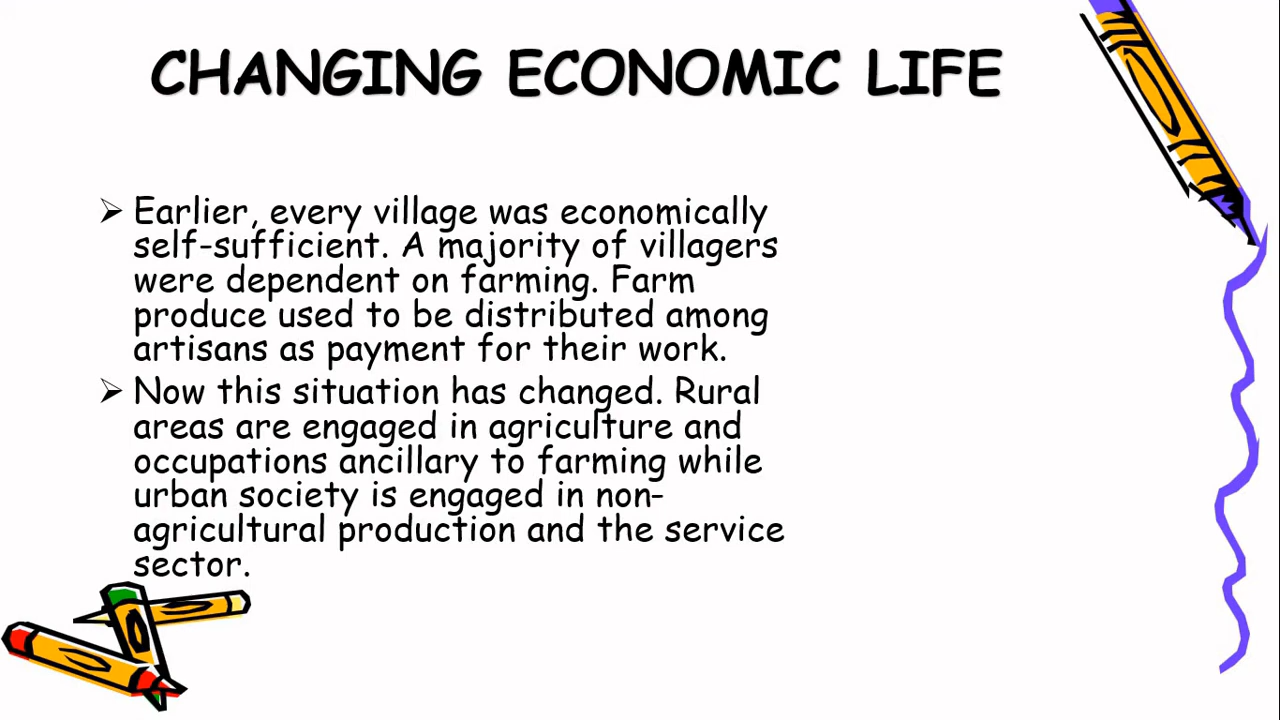 CHANGING ECONOMIC LIFE
➢ Earlier, every village was economically
self-sufficient. A majority of villagers
were dependent on farming. Farm
produce used to be distributed among
artisans as payment for their work.
➢ Now this situation has changed. Rural
areas are engaged in agriculture and
occupations ancillary to farming while
urban society is engaged in non-
agricultural production and the service
sector.